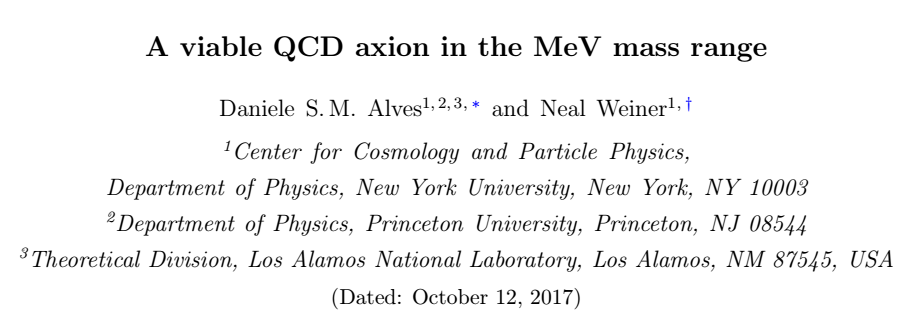 A viable QCD axion in the MeV mass range
Daniele S. M. Alves1, 2, 3, * and Neal Weiner1, †
1Center for Cosmology and Particle Physics,
Department of Physics, New York University, New York, NY 10003
2Department of Physics, Princeton University, Princeton, NJ 08544
3Theoretical Division, Los Alamos National Laboratory, Los Alamos, NM 87545, USA
(Dated: October 12, 2017)